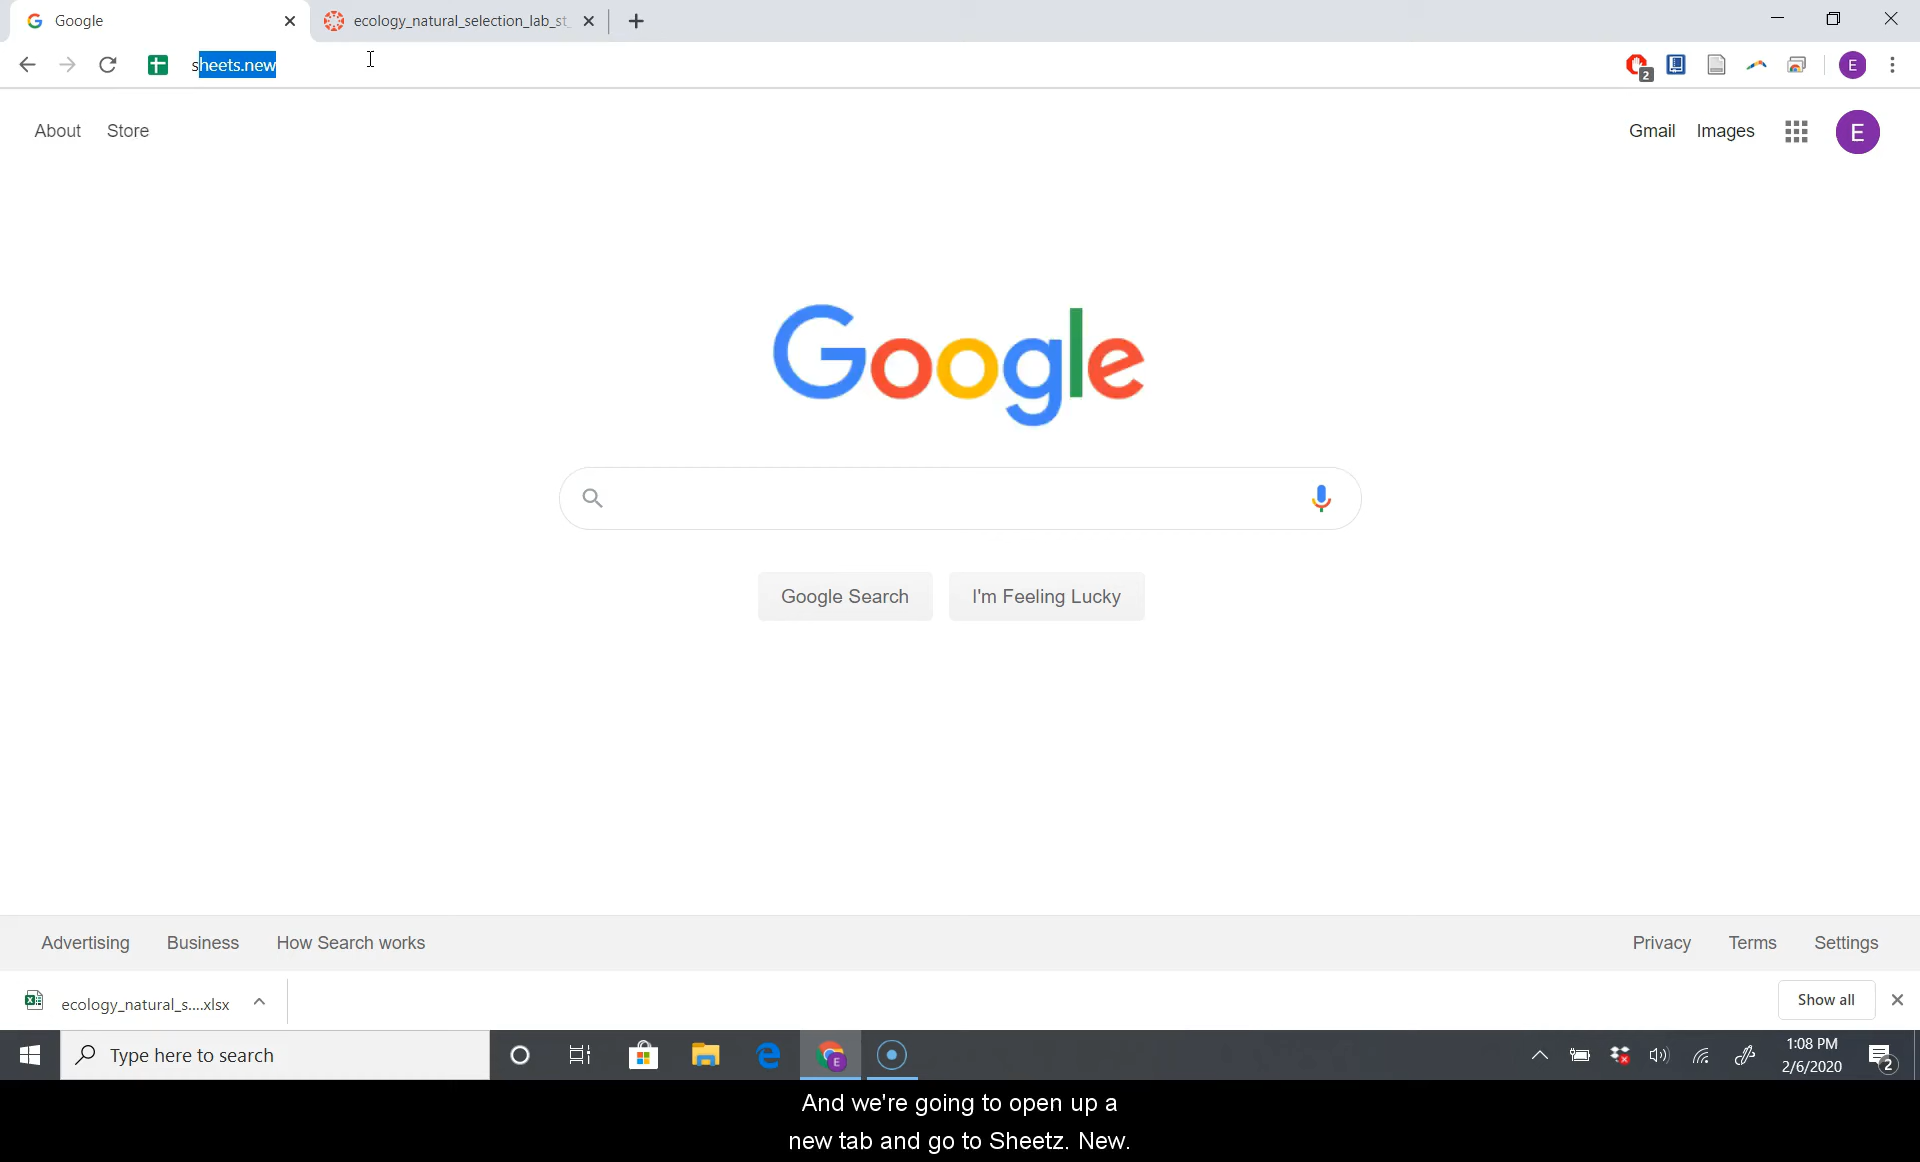 Google
ecology_natural_selection_lab_st
sheets.new
2
E
About Store
Gmail Images
E
Google
Google Search I'm Feeling Lucky
Advertising Business How Search works
Privacy Terms Settings
ecology_natural_s....xlsx
Show all
Type here to search
E
1:08 PM
2/6/2020
2
And we're going to open up a
new tab and go to Sheetz. New.